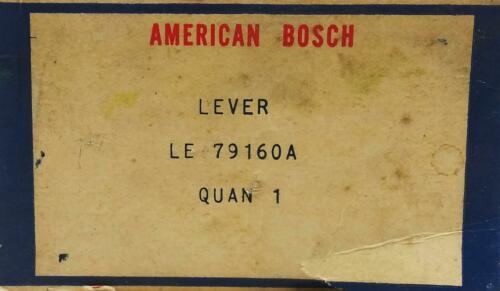 AMERICAN BOSCH
LEVER
LE 79160A
QUAN 1